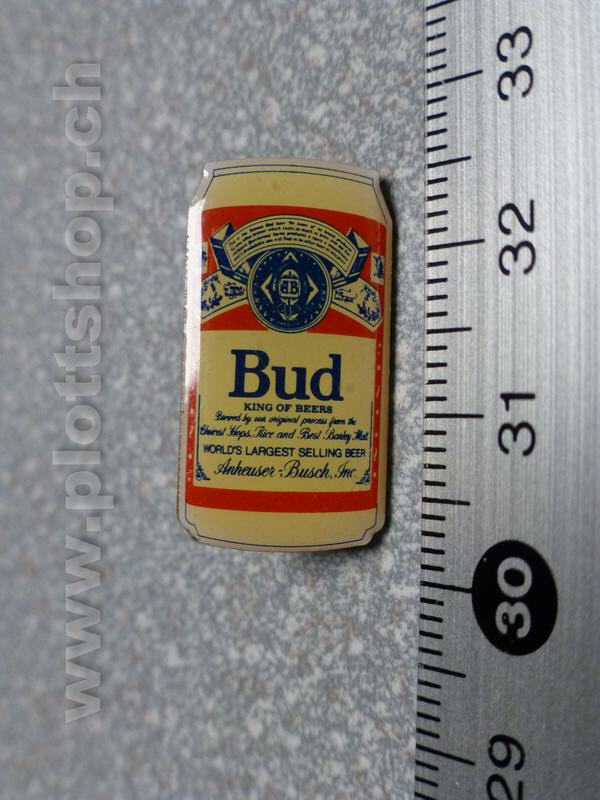 www.plottshop.ch
Bud
KING OF BEERS
Brewed by our original process from the
Choicest Hops, Rice and Best Barley Malt
WORLD'S LARGEST SELLING BEER
Anheuser-Busch, Inc.
33
32
31
30
29